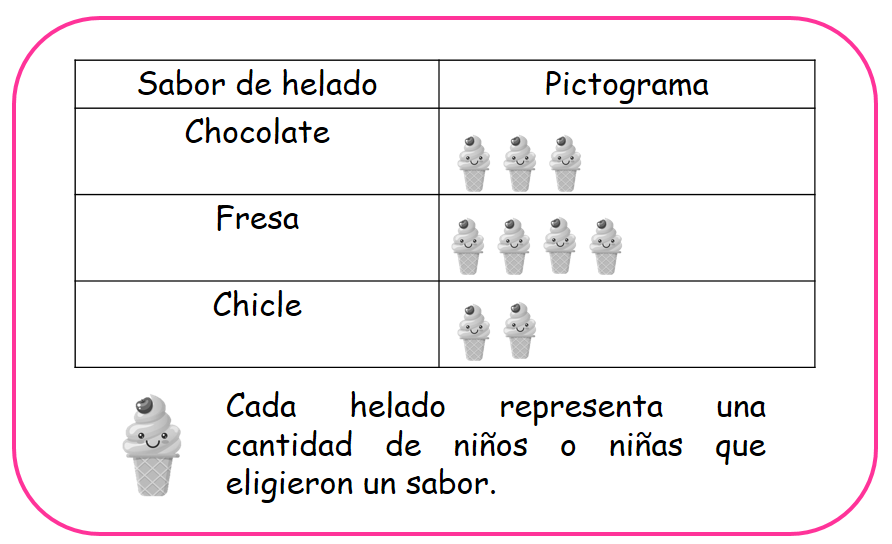 Sabor de helado Pictograma
Chocolate
Fresa
Chicle
Cada helado representa una
cantidad de niños o niñas que
eligieron un sabor.